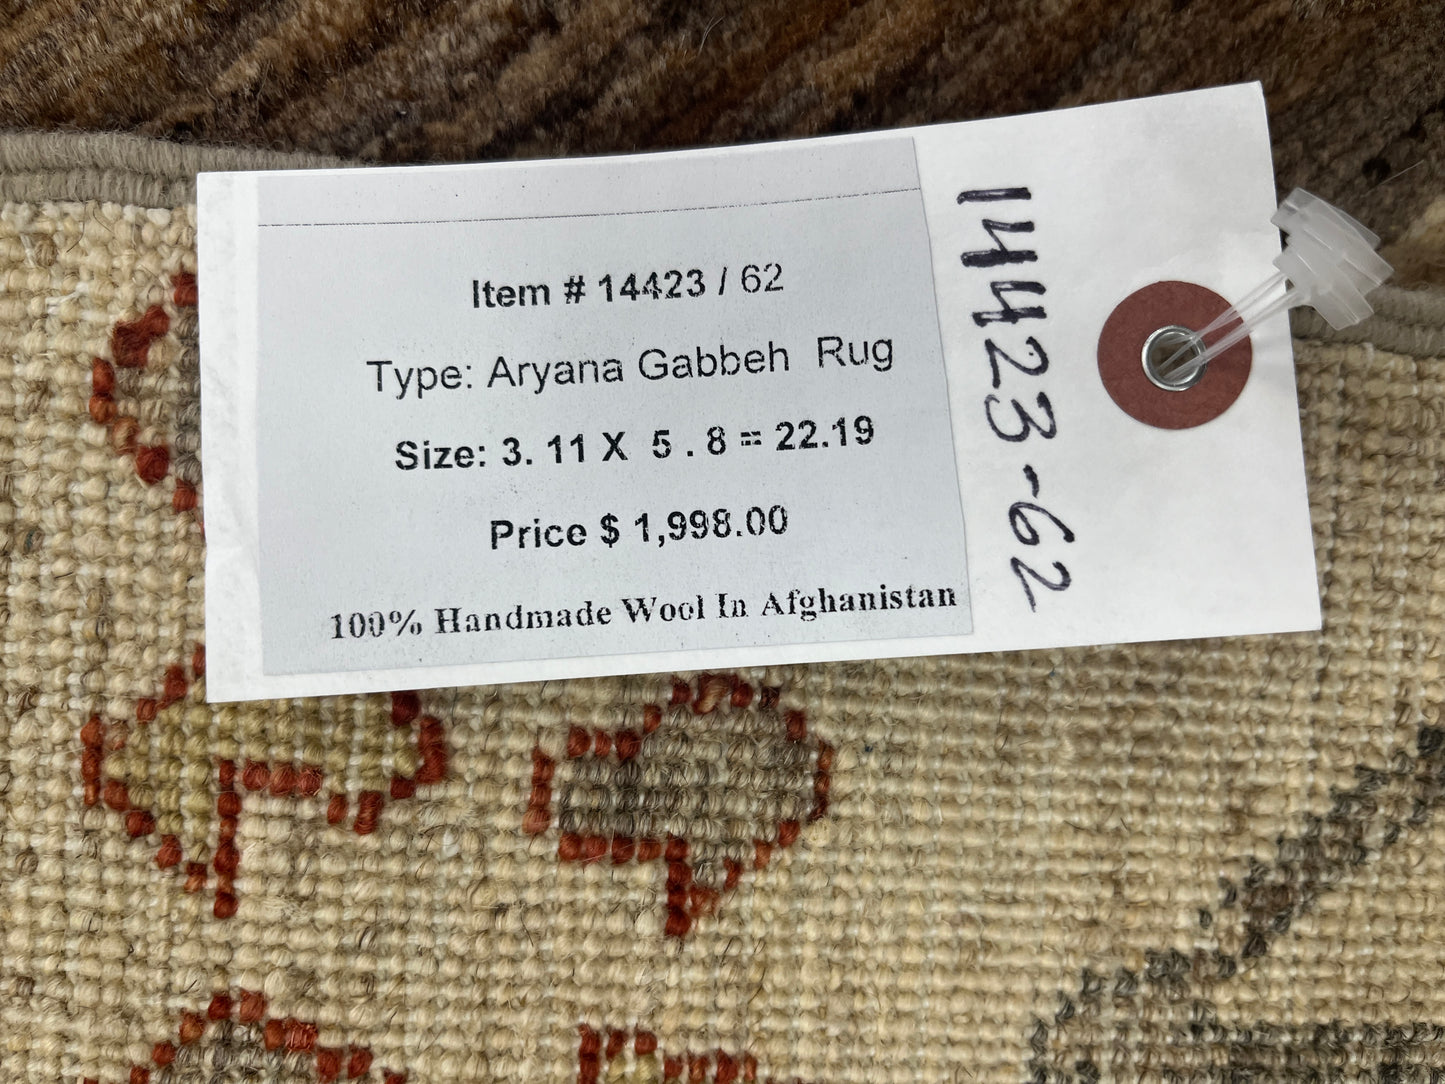 Item # 14423 / 62
Type: Aryana Gabbeh Rug
Size: 3. 11 X 5 . 8 = 22.19
Price $ 1,998.00
100% Handmade Wool In Afghanistan
14423-62